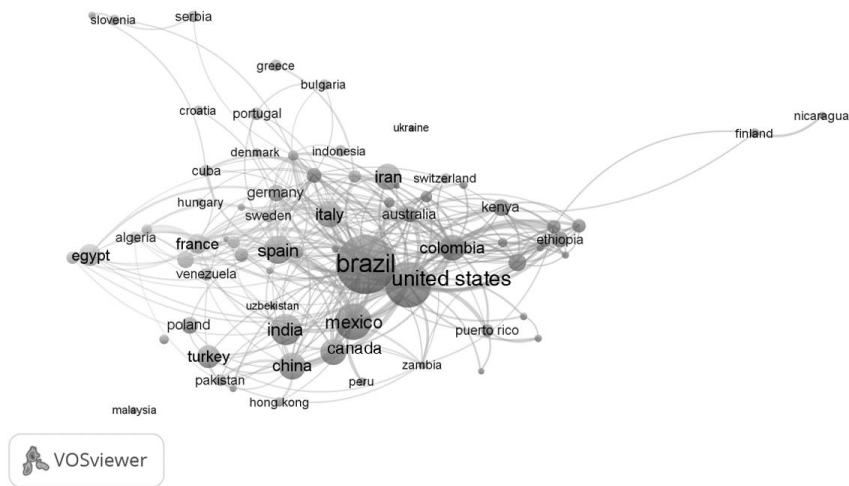 slovenia
serbia
greece
bulgaria
croatia
portugal
nicaragua
ukraine
finland
denmark
indonesia
cuba
iran
switzerland
germany
hungary
kenya
sweden
italy
australia
algeria
france
ethiopia
egypt
spain
colombia
brazil
venezuela
united states
uzbekistan
poland
india
mexico
puerto rico
canada
turkey
china
zambia
pakistan
peru
hong kong
malaysia
VOSviewer